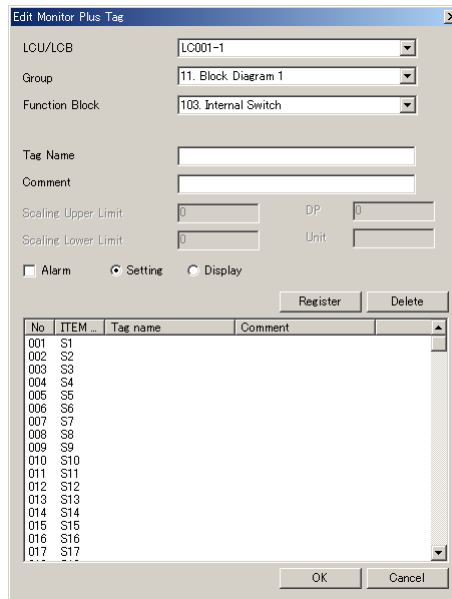 Edit Monitor Plus Tag
LCU/LCB LC001-1
Group 11. Block Diagram 1
Function Block 103. Internal Switch
Tag Name
Comment
Scaling Upper Limit 0 DP 0
Scaling Lower Limit 0 Unit
Alarm Setting Display
Register Delete
No ITEM ... Tag name Comment
001 S1
002 S2
003 S3
004 S4
005 S5
006 S6
007 S7
008 S8
009 S9
010 S10
011 S11
012 S12
013 S13
014 S14
015 S15
016 S16
017 S17
OK Cancel